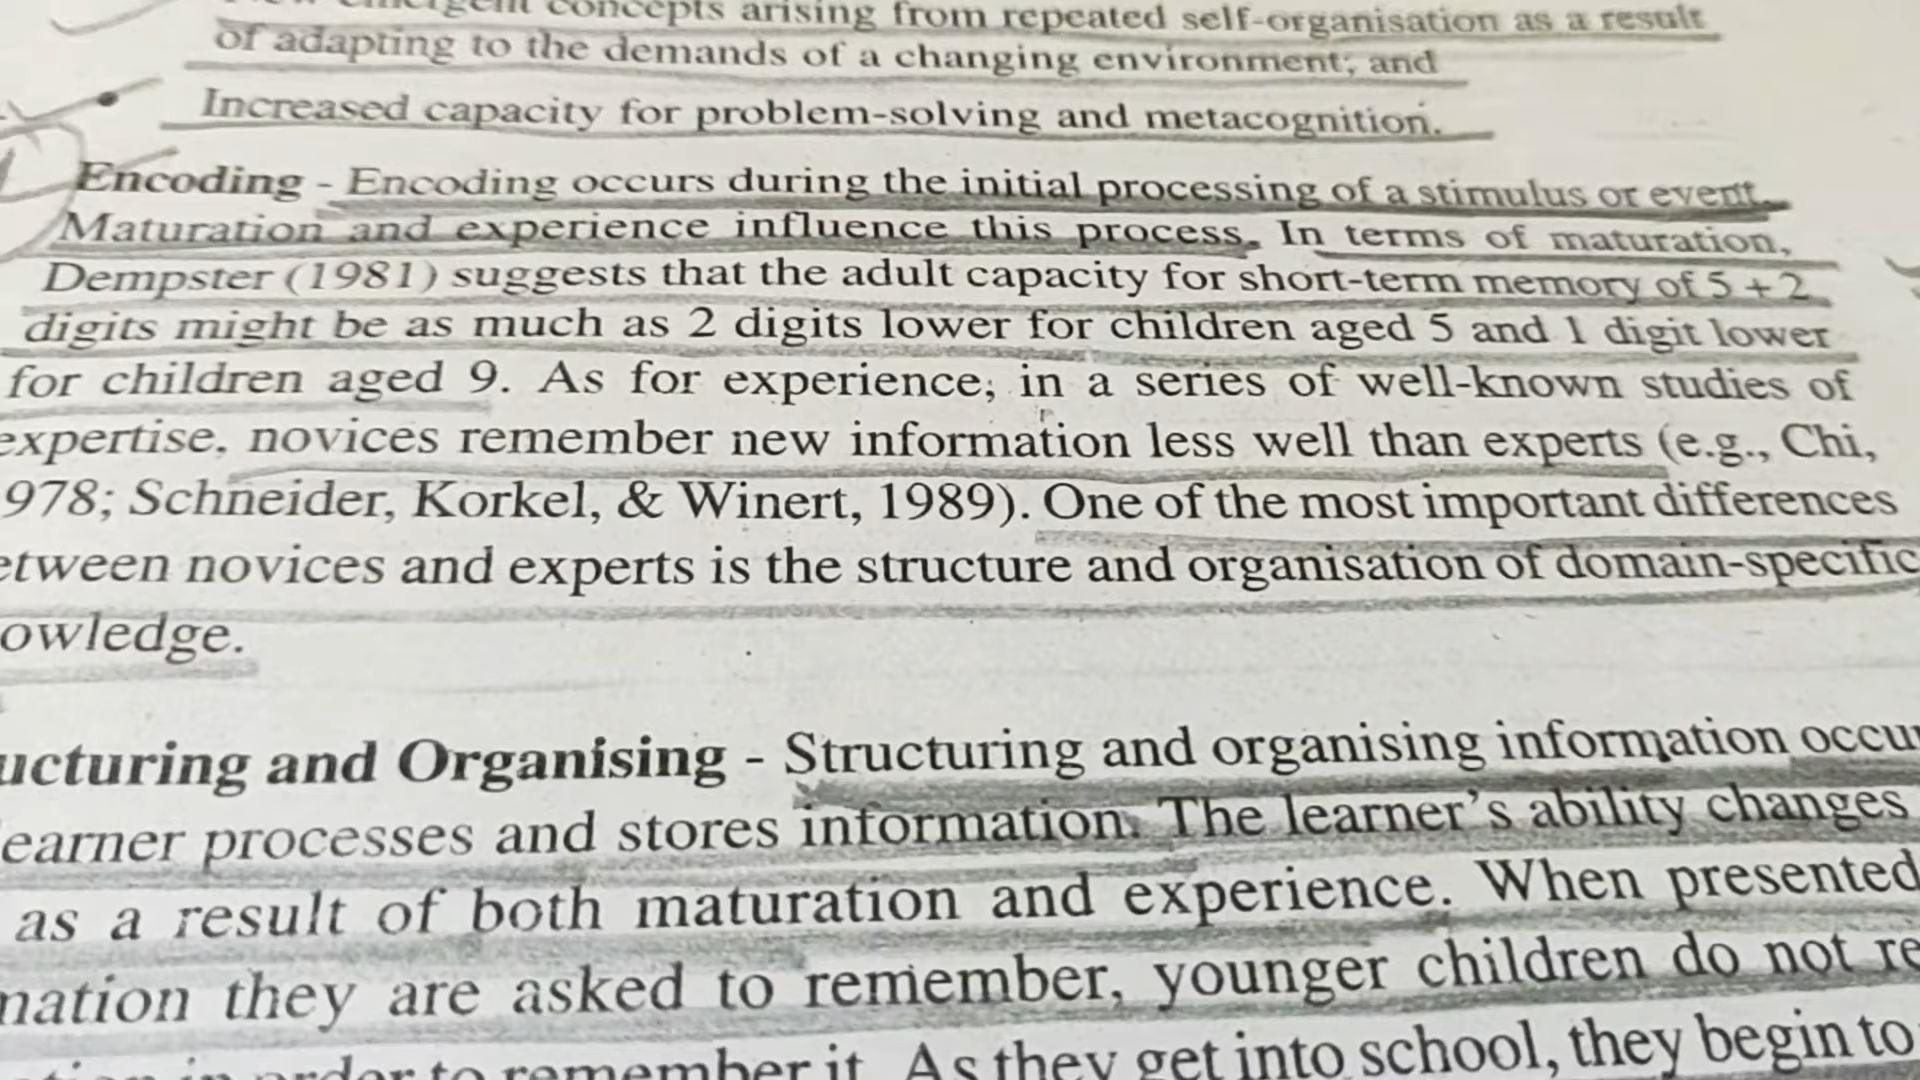 emergent concepts arising from repeated self-organisation as a result
of adapting to the demands of a changing environment; and
• Increased capacity for problem-solving and metacognition.
Encoding - Encoding occurs during the initial processing of a stimulus or event.
Maturation and experience influence this process. In terms of maturation,
Dempster (1981) suggests that the adult capacity for short-term memory of 5 + 2
digits might be as much as 2 digits lower for children aged 5 and 1 digit lower
for children aged 9. As for experience, in a series of well-known studies of
expertise, novices remember new information less well than experts (e.g., Chi,
978; Schneider, Korkel, & Winert, 1989). One of the most important differences
etween novices and experts is the structure and organisation of domain-specific
owledge.
ucturing and Organising - Structuring and organising information occur
earner processes and stores information. The learner's ability changes
as a result of both maturation and experience. When presented
mation they are asked to remember, younger children do not re
in order to remember it. As they get into school, they begin to